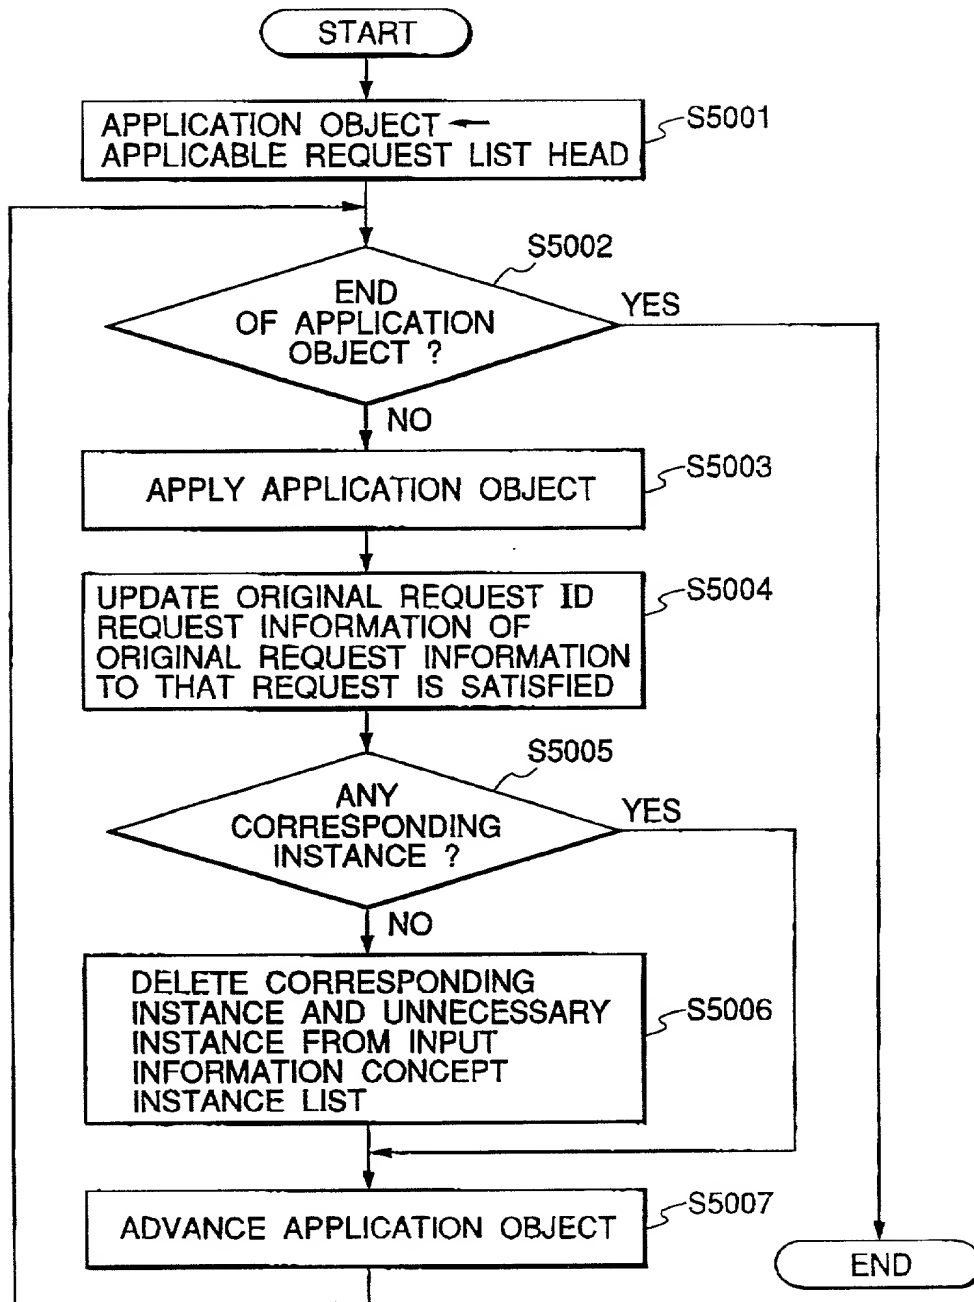 START
APPLICATION OBJECT ←
APPLICABLE REQUEST LIST HEAD
S5001
S5002
END
OF APPLICATION
OBJECT ?
YES
NO
APPLY APPLICATION OBJECT
S5003
UPDATE ORIGINAL REQUEST ID
REQUEST INFORMATION OF
ORIGINAL REQUEST INFORMATION
TO THAT REQUEST IS SATISFIED
S5004
S5005
ANY
CORRESPONDING
INSTANCE ?
YES
NO
DELETE CORRESPONDING
INSTANCE AND UNNECESSARY
INSTANCE FROM INPUT
INFORMATION CONCEPT
INSTANCE LIST
S5006
ADVANCE APPLICATION OBJECT
S5007
END